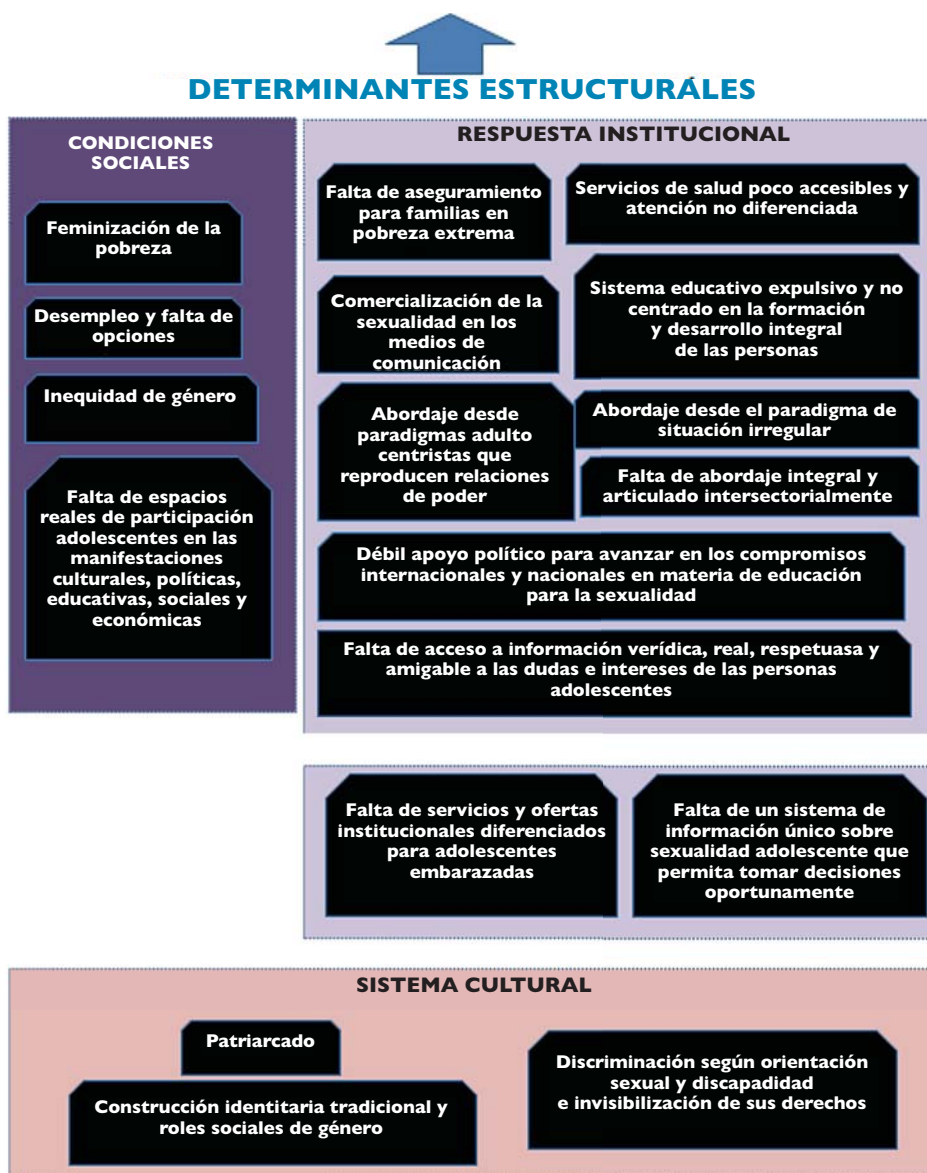 DETERMINANTES ESTRUCTURÁLES
CONDICIONES
SOCIALES
Feminización de la
pobreza
Desempleo y falta de
opciones
Inequidad de género
Falta de espacios
reales de participación
adolescentes en las
manifestaciones
culturales, políticas,
educativas, sociales y
económicas
RESPUESTA INSTITUCIONAL
Falta de aseguramiento
para familias en
pobreza extrema
Servicios de salud poco accesibles y
atención no diferenciada
Comercialización de la
sexualidad en los
medios de
comunicación
Sistema educativo expulsivo y no
centrado en la formación
y desarrollo integral
de las personas
Abordaje desde
paradigmas adulto
centristas que
reproducen relaciones
de poder
Abordaje desde el paradigma de
situación irregular
Falta de abordaje integral y
articulado intersectorialmente
Débil apoyo político para avanzar en los compromisos
internacionales y nacionales en materia de educación
para la sexualidad
Falta de acceso a información verídica, real, respetuasa y
amigable a las dudas e intereses de las personas
adolescentes
Falta de servicios y ofertas
institucionales diferenciados
para adolescentes
embarazadas
Falta de un sistema de
información único sobre
sexualidad adolescente que
permita tomar decisiones
oportunamente
SISTEMA CULTURAL
Patriarcado
Construcción identitaria tradicional y
roles sociales de género
Discriminación según orientación
sexual y discapadidad
e invisibilización de sus derechos